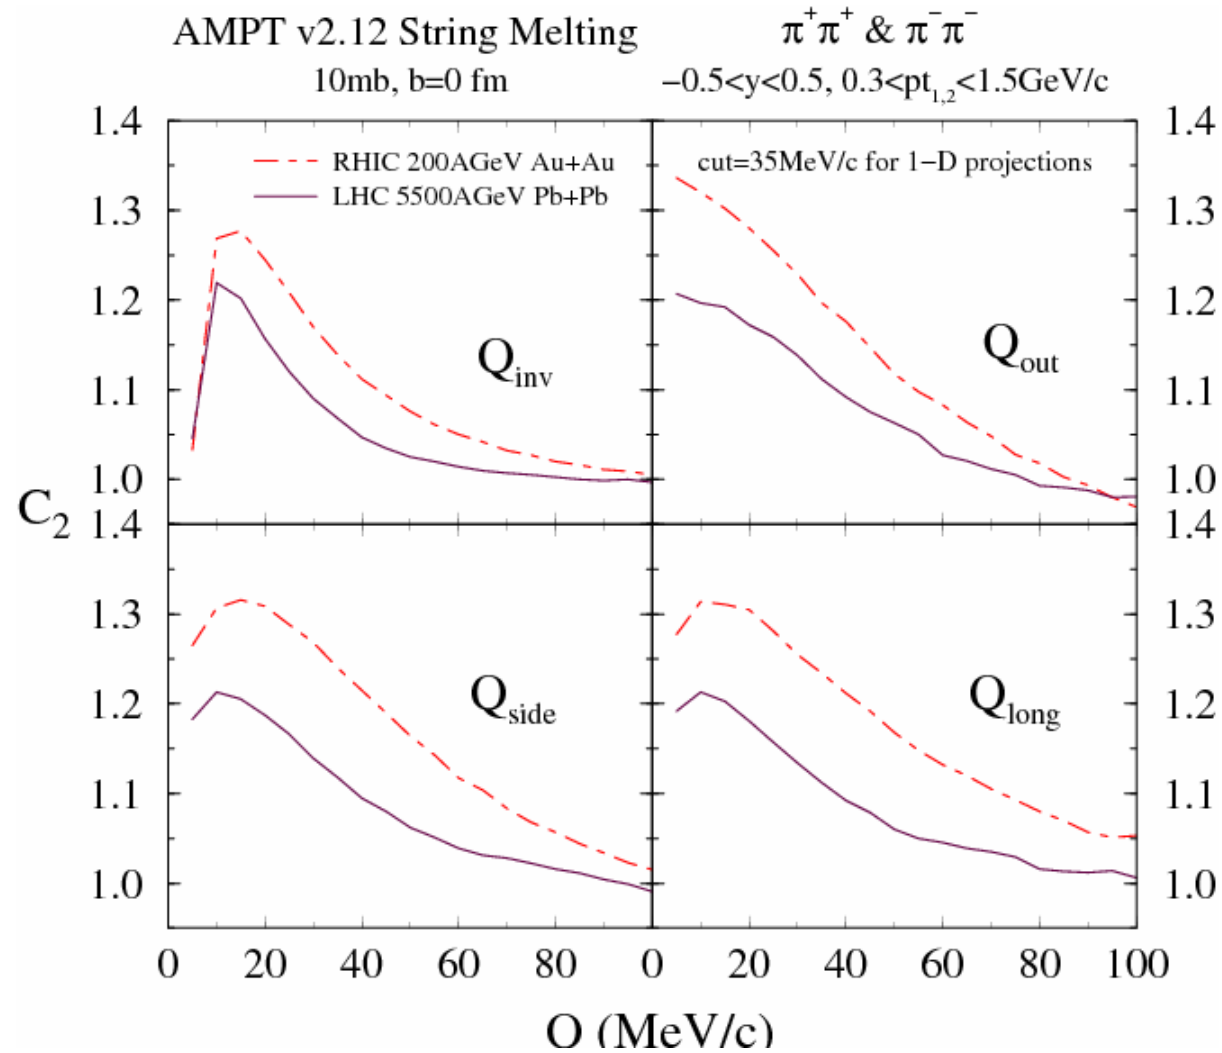 AMPT v2.12 String Melting
π⁺π⁺ & π⁻π⁻
10mb, b=0 fm
−0.5<y<0.5, 0.3<pt₁,₂<1.5GeV/c
1.4
1.4
RHIC 200AGeV Au+Au
cut=35MeV/c for 1−D projections
LHC 5500AGeV Pb+Pb
1.3
1.3
1.2
1.2
Q_inv
Q_out
1.1
1.1
1.0
1.0
C₂
1.4
1.4
1.3
1.3
1.2
1.2
Q_side
Q_long
1.1
1.1
1.0
1.0
0 20 40 60 80 0 20 40 60 80 100
Q (MeV/c)